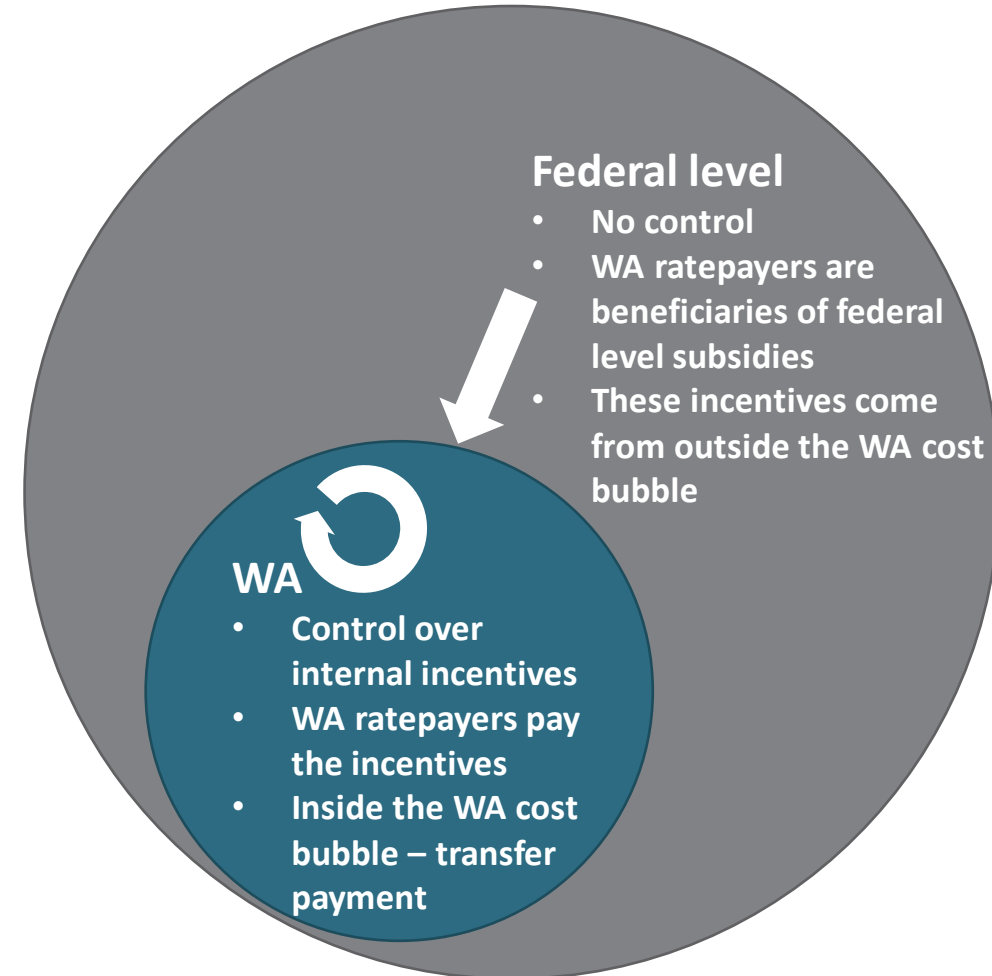 Federal level
• No control
• WA ratepayers are
beneficiaries of federal
level subsidies
• These incentives come
from outside the WA cost
bubble
WA
• Control over
internal incentives
• WA ratepayers pay
the incentives
• Inside the WA cost
bubble – transfer
payment